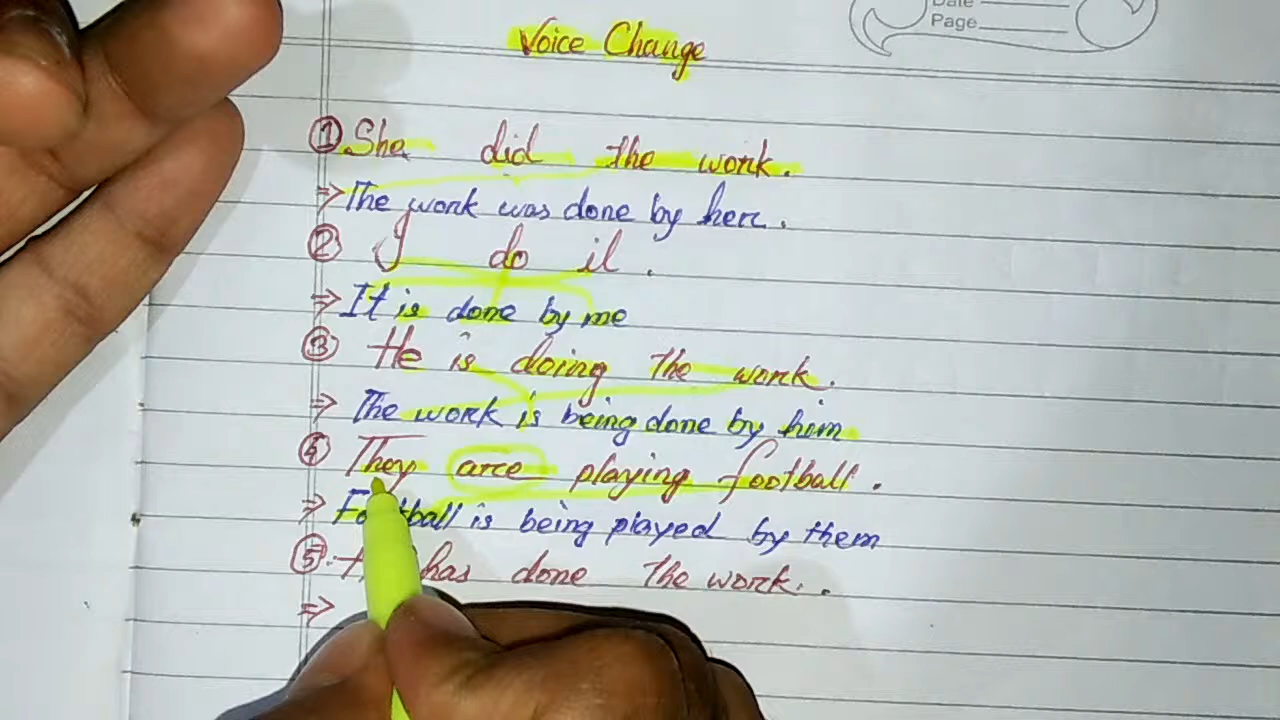 Date
Page
Voice Change
① She did the work.
⇒ The work was done by her.
② I do it.
⇒ It is done by me
③ He is doing the work.
⇒ The work is being done by him
④ They are playing football.
⇒ Football is being played by them
⑤. has done the work.
⇒